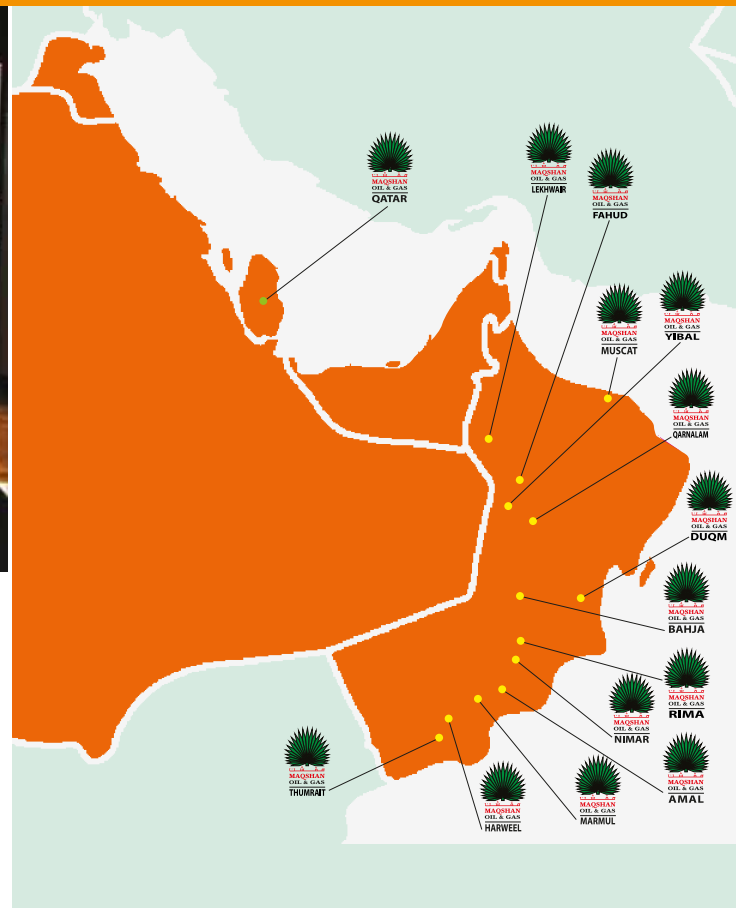 MAQSHAN
OIL & GAS
LEKHWAIR
MAQSHAN
OIL & GAS
QATAR
MAQSHAN
OIL & GAS
FAHUD
MAQSHAN
OIL & GAS
YIBAL
MAQSHAN
OIL & GAS
MUSCAT
MAQSHAN
OIL & GAS
QARNALAM
MAQSHAN
OIL & GAS
DUQM
MAQSHAN
OIL & GAS
BAHJA
MAQSHAN
OIL & GAS
RIMA
MAQSHAN
OIL & GAS
NIMAR
MAQSHAN
OIL & GAS
THUMRAIT
MAQSHAN
OIL & GAS
AMAL
MAQSHAN
OIL & GAS
MARMUL
MAQSHAN
OIL & GAS
HARWEEL